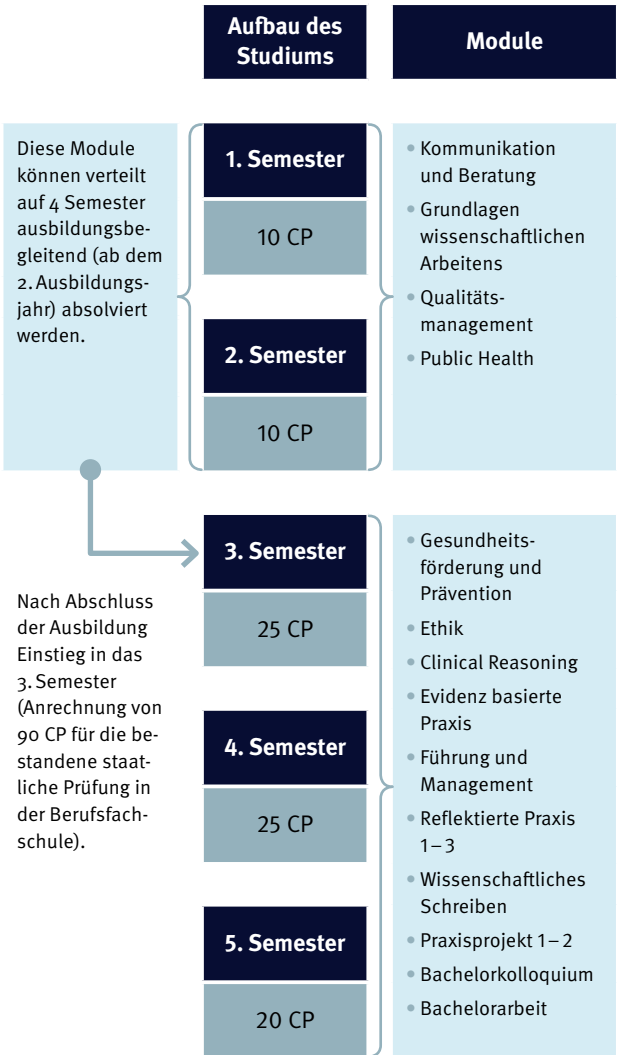 Aufbau des
Studiums
Module
Diese Module
können verteilt
auf 4 Semester
ausbildungsbe-
gleitend (ab dem
2. Ausbildungs-
jahr) absolviert
werden.
1. Semester
10 CP
2. Semester
10 CP
• Kommunikation
und Beratung
• Grundlagen
wissenschaftlichen
Arbeitens
• Qualitäts-
management
• Public Health
Nach Abschluss
der Ausbildung
Einstieg in das
3. Semester
(Anrechnung von
90 CP für die be-
standene staat-
liche Prüfung in
der Berufsfach-
schule).
3. Semester
25 CP
4. Semester
25 CP
5. Semester
20 CP
• Gesundheits-
förderung und
Prävention
• Ethik
• Clinical Reasoning
• Evidenz basierte
Praxis
• Führung und
Management
• Reflektierte Praxis
1–3
• Wissenschaftliches
Schreiben
• Praxisprojekt 1–2
• Bachelorkolloquium
• Bachelorarbeit